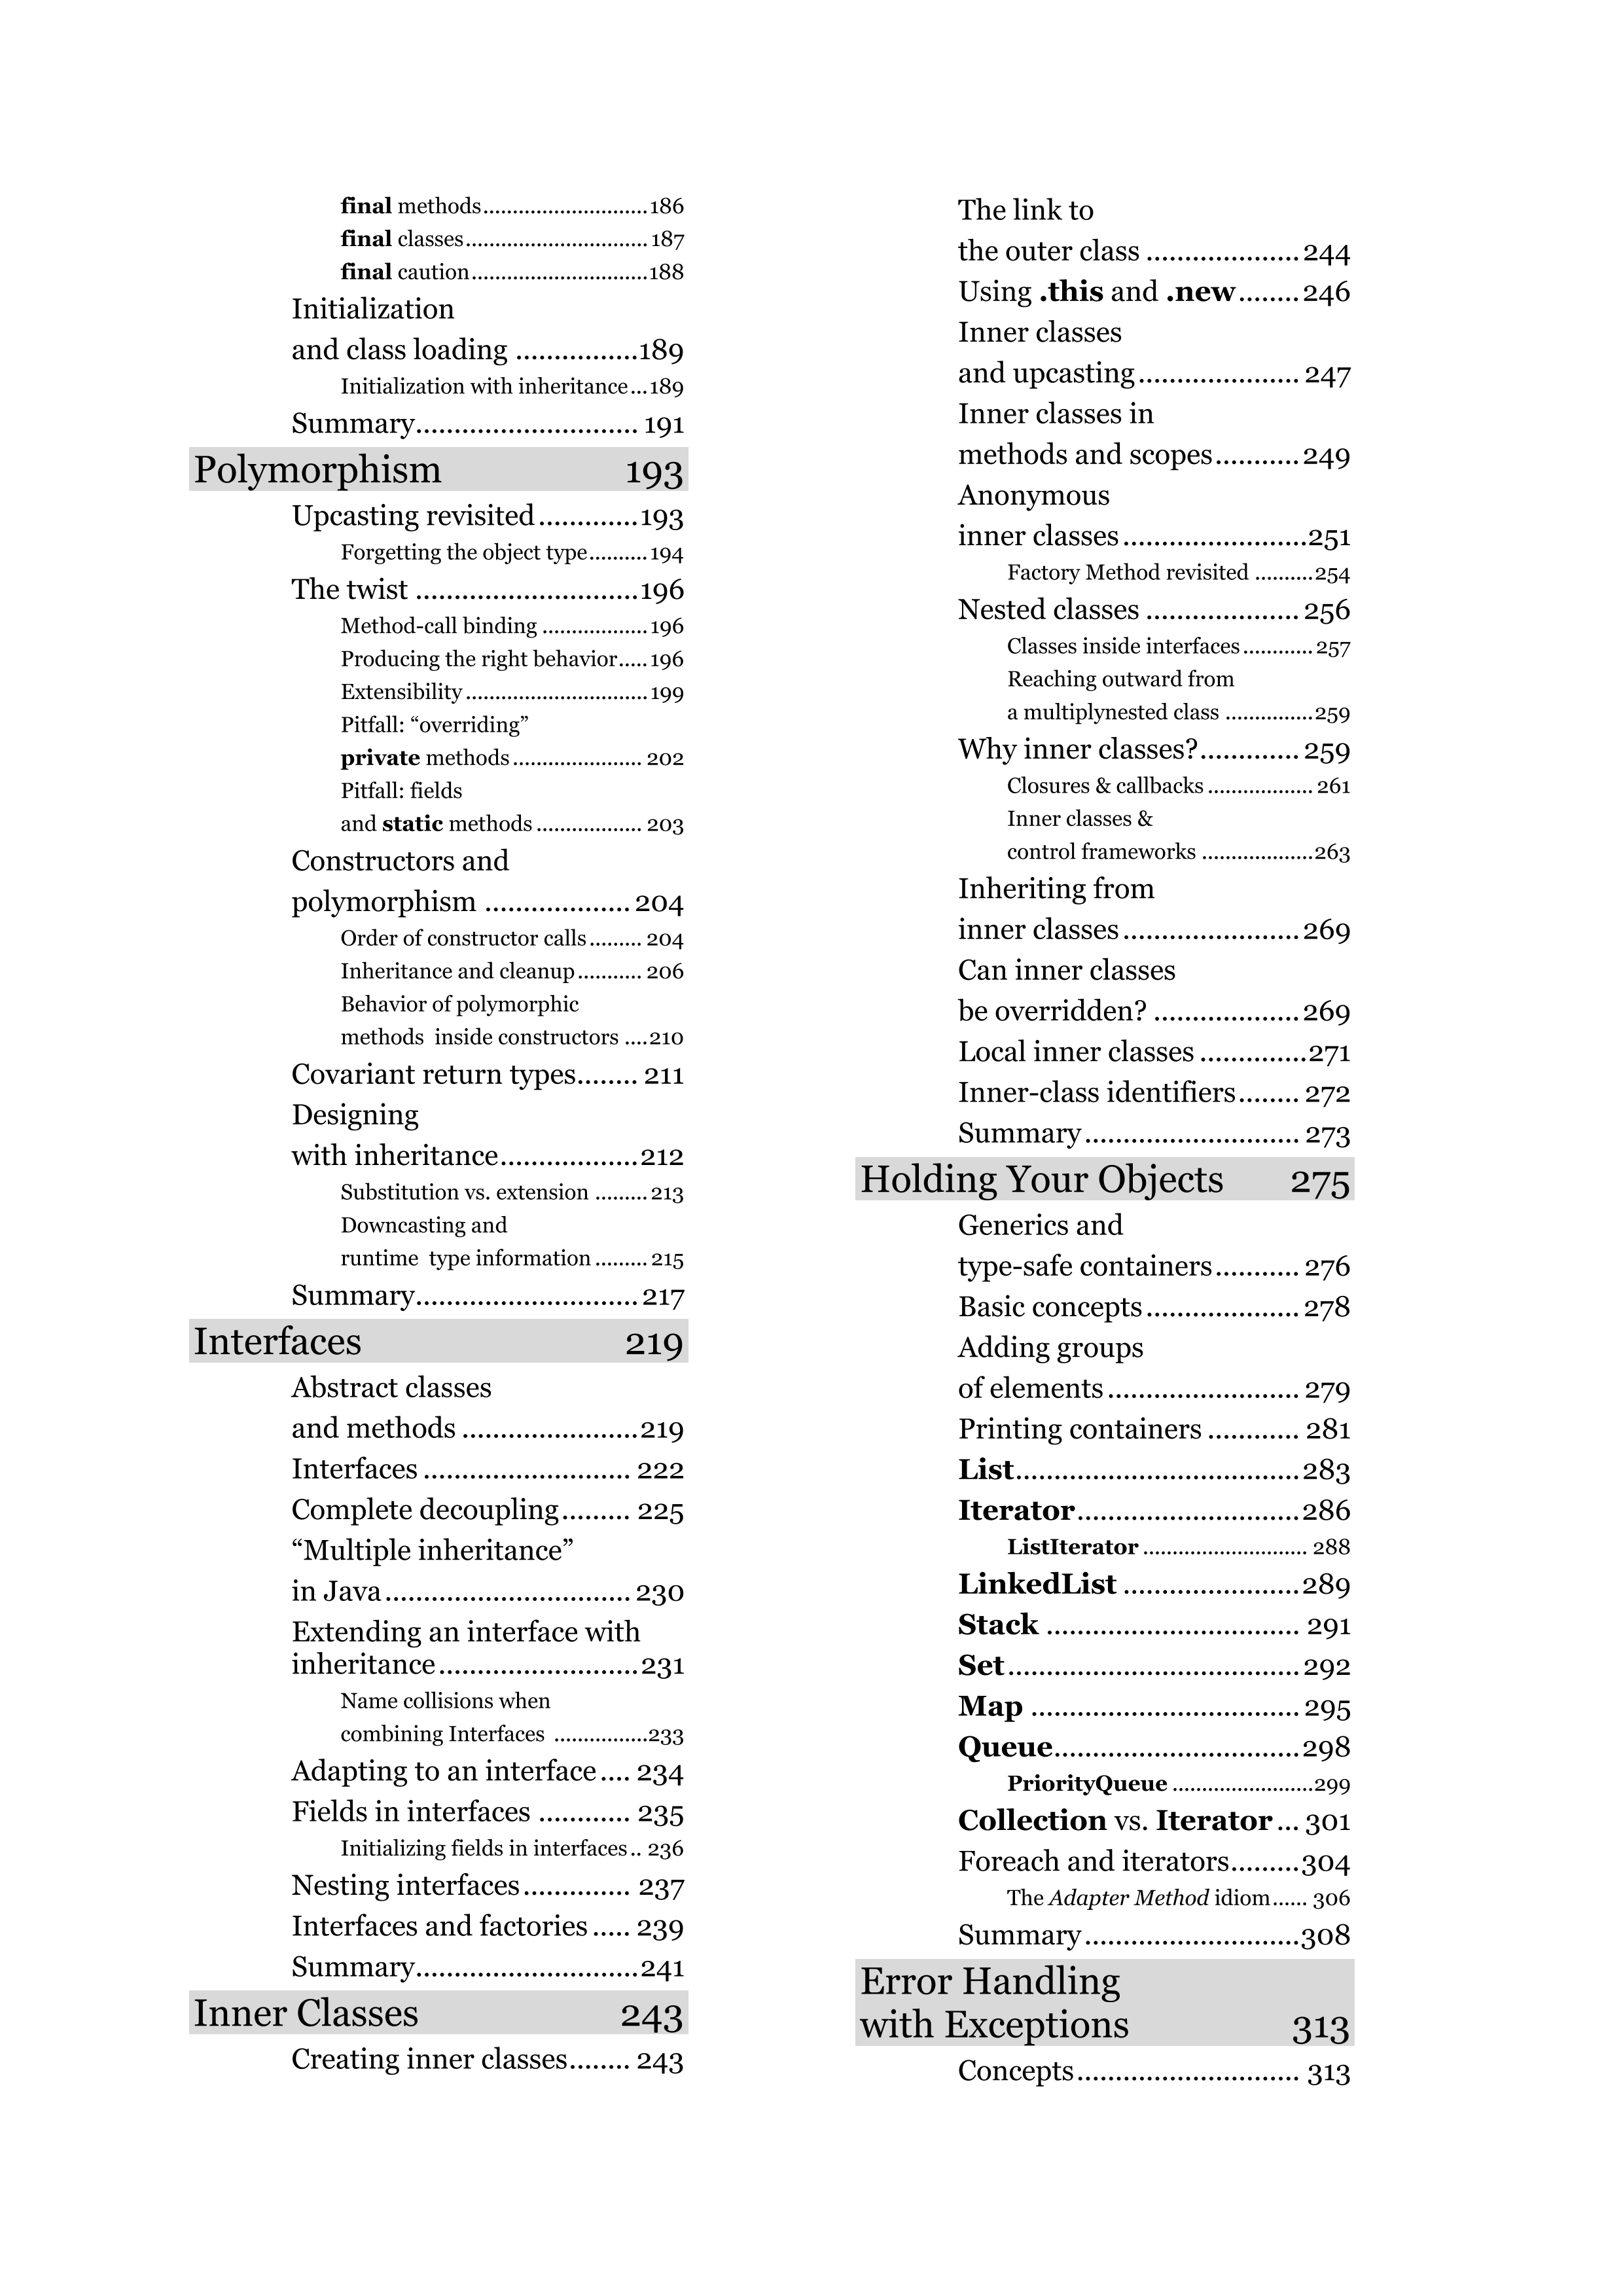 final methods............................186
final classes...............................187
final caution..............................188
Initialization
and class loading ................189
Initialization with inheritance...189
Summary............................. 191
Polymorphism 193
Upcasting revisited.............193
Forgetting the object type..........194
The twist .............................196
Method-call binding ..................196
Producing the right behavior.....196
Extensibility...............................199
Pitfall: “overriding”
private methods...................... 202
Pitfall: fields
and static methods.................. 203
Constructors and
polymorphism ...................204
Order of constructor calls......... 204
Inheritance and cleanup........... 206
Behavior of polymorphic
methods inside constructors ....210
Covariant return types........ 211
Designing
with inheritance..................212
Substitution vs. extension .........213
Downcasting and
runtime type information .........215
Summary.............................217
Interfaces 219
Abstract classes
and methods .......................219
Interfaces ........................... 222
Complete decoupling......... 225
“Multiple inheritance”
in Java................................ 230
Extending an interface with
inheritance..........................231
Name collisions when
combining Interfaces ................233
Adapting to an interface.... 234
Fields in interfaces ............ 235
Initializing fields in interfaces.. 236
Nesting interfaces.............. 237
Interfaces and factories ..... 239
Summary.............................241
Inner Classes 243
Creating inner classes........ 243
The link to
the outer class ....................244
Using .this and .new........246
Inner classes
and upcasting..................... 247
Inner classes in
methods and scopes...........249
Anonymous
inner classes........................251
Factory Method revisited ..........254
Nested classes ....................256
Classes inside interfaces............257
Reaching outward from
a multiplynested class ...............259
Why inner classes?.............259
Closures & callbacks.................. 261
Inner classes &
control frameworks ...................263
Inheriting from
inner classes.......................269
Can inner classes
be overridden? ...................269
Local inner classes ..............271
Inner-class identifiers........ 272
Summary............................ 273
Holding Your Objects 275
Generics and
type-safe containers........... 276
Basic concepts.................... 278
Adding groups
of elements......................... 279
Printing containers ............ 281
List.....................................283
Iterator.............................286
ListIterator............................ 288
LinkedList .......................289
Stack ................................. 291
Set......................................292
Map ...................................295
Queue................................298
PriorityQueue........................299
Collection vs. Iterator... 301
Foreach and iterators.........304
The Adapter Method idiom...... 306
Summary............................308
Error Handling
with Exceptions 313
Concepts............................. 313